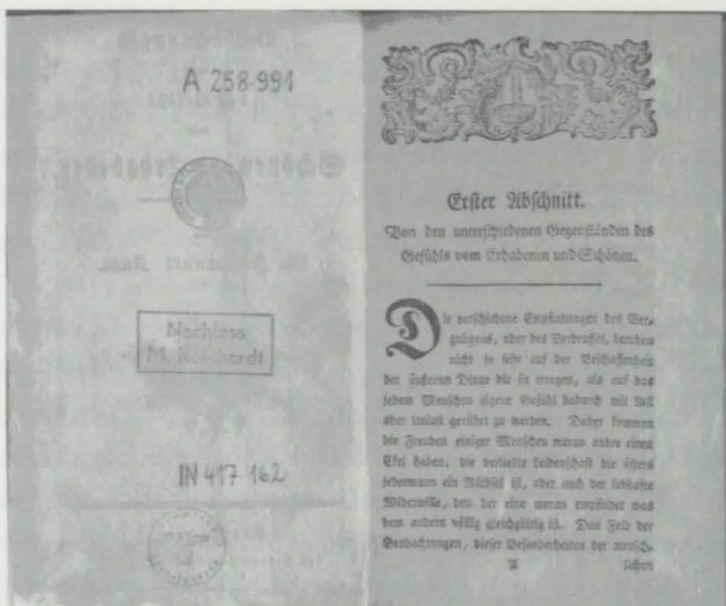 A 258-991
Nachlass
M. Reichardt
IN 417 162
Erster Abschnitt.
Von den unterschiedenen Gegenständen des
Gefühls vom Erhabenen und Schönen.
Die verschiedene Empfindungen des Ver-
gnügens, oder des Verdrusses, beruhen
nicht so sehr auf der Beschaffenheit
der äußeren Dinge die sie erregen, als auf das
jedem Menschen eigene Gefühl dadurch mit Lust
oder Unlust gerührt zu werden. Daher kommen
die Freuden einiger Menschen woran andre einen
Ekel haben, die verliebte Leidenschaft die öfters
jedermann ein Räthsel ist, oder auch der lebhafte
Widerwille, den der eine woran empfindet was
dem andern völlig gleichgültig ist. Das Feld der
Beobachtungen, dieser Besonderheiten der mensch-
A lichen